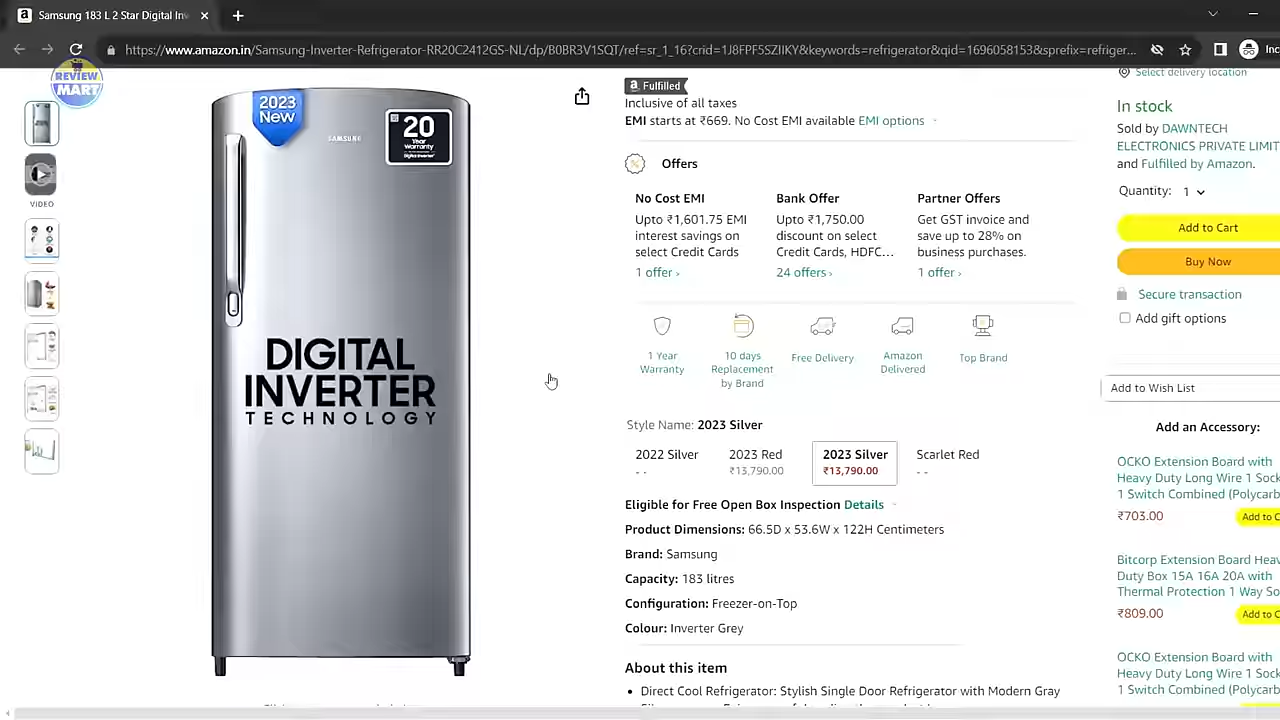 Samsung 183 L 2 Star Digital Inv
https://www.amazon.in/Samsung-Inverter-Refrigerator-RR20C2412GS-NL/dp/B0BR3V1SQT/ref=sr_1_16?crid=1J8FPF5SZIIKY&keywords=refrigerator&qid=1696058153&sprefix=refriger...
Inc
REVIEW
MART
VIDEO
2023
New
SAMSUNG
20
Year
Warranty
Digital Inverter
DIGITAL
INVERTER
TECHNOLOGY
a Fulfilled
Inclusive of all taxes
EMI starts at ₹669. No Cost EMI available EMI options
Offers
No Cost EMI
Upto ₹1,601.75 EMI
interest savings on
select Credit Cards
1 offer ›
Bank Offer
Upto ₹1,750.00
discount on select
Credit Cards, HDFC...
24 offers ›
Partner Offers
Get GST invoice and
save up to 28% on
business purchases.
1 offer ›
1 Year
Warranty
10 days
Replacement
by Brand
Free Delivery
Amazon
Delivered
Top Brand
Style Name: 2023 Silver
2022 Silver
- -
2023 Red
₹13,790.00
2023 Silver
₹13,790.00
Scarlet Red
- -
Eligible for Free Open Box Inspection Details
Product Dimensions: 66.5D x 53.6W x 122H Centimeters
Brand: Samsung
Capacity: 183 litres
Configuration: Freezer-on-Top
Colour: Inverter Grey
About this item
• Direct Cool Refrigerator: Stylish Single Door Refrigerator with Modern Gray
Select delivery location
In stock
Sold by DAWNTECH
ELECTRONICS PRIVATE LIMIT
and Fulfilled by Amazon.
Quantity: 1
Add to Cart
Buy Now
Secure transaction
Add gift options
Add to Wish List
Add an Accessory:
OCKO Extension Board with
Heavy Duty Long Wire 1 Sock
1 Switch Combined (Polycarb
₹703.00
Add to C
Bitcorp Extension Board Heav
Duty Box 15A 16A 20A with
Thermal Protection 1 Way So
₹809.00
Add to C
OCKO Extension Board with
Heavy Duty Long Wire 1 Sock
1 Switch Combined (Polycarb